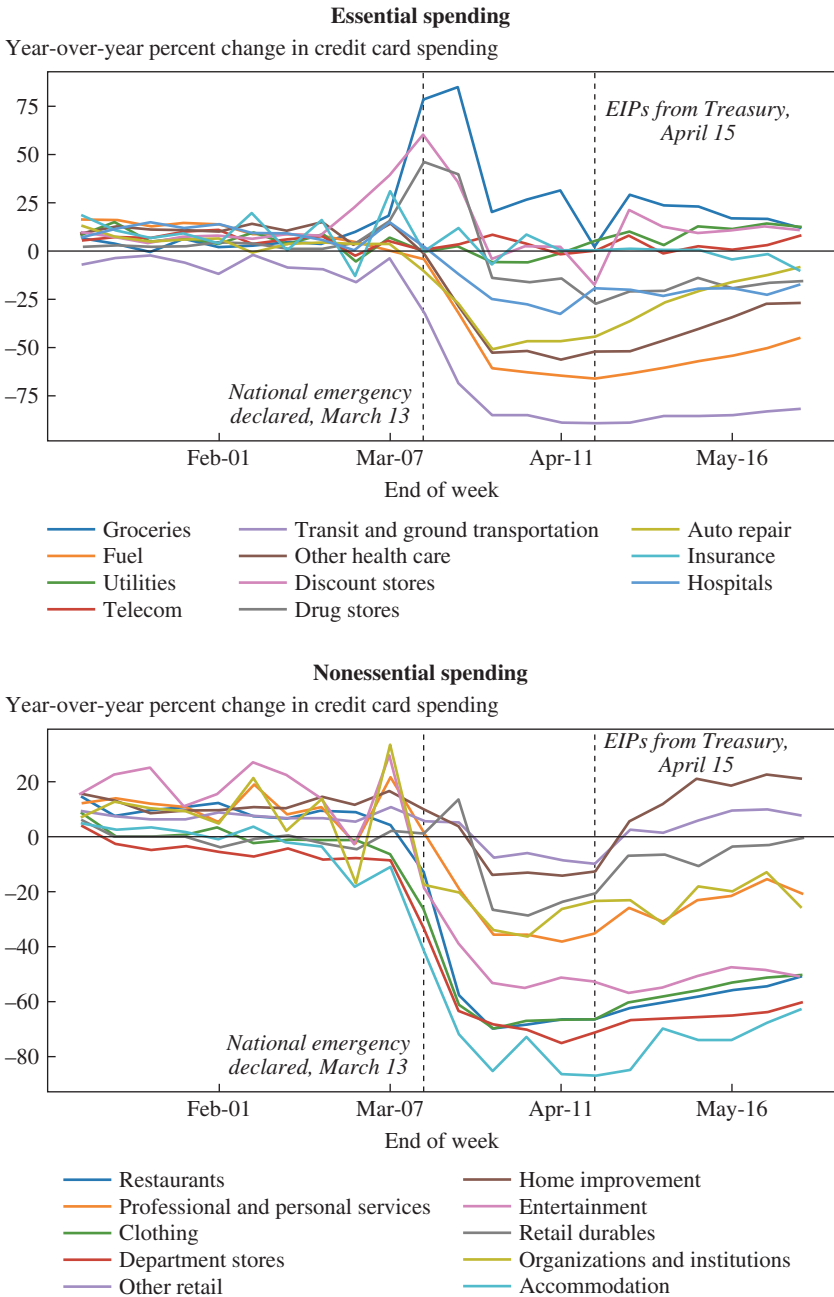 Essential spending
Year-over-year percent change in credit card spending
75
50
25
0
–25
–50
–75
EIPs from Treasury,
April 15
National emergency
declared, March 13
Feb-01
Mar-07
Apr-11
May-16
End of week
Groceries
Fuel
Utilities
Telecom
Transit and ground transportation
Other health care
Discount stores
Drug stores
Auto repair
Insurance
Hospitals
Nonessential spending
Year-over-year percent change in credit card spending
20
0
–20
–40
–60
–80
EIPs from Treasury,
April 15
National emergency
declared, March 13
Feb-01
Mar-07
Apr-11
May-16
End of week
Restaurants
Professional and personal services
Clothing
Department stores
Other retail
Home improvement
Entertainment
Retail durables
Organizations and institutions
Accommodation